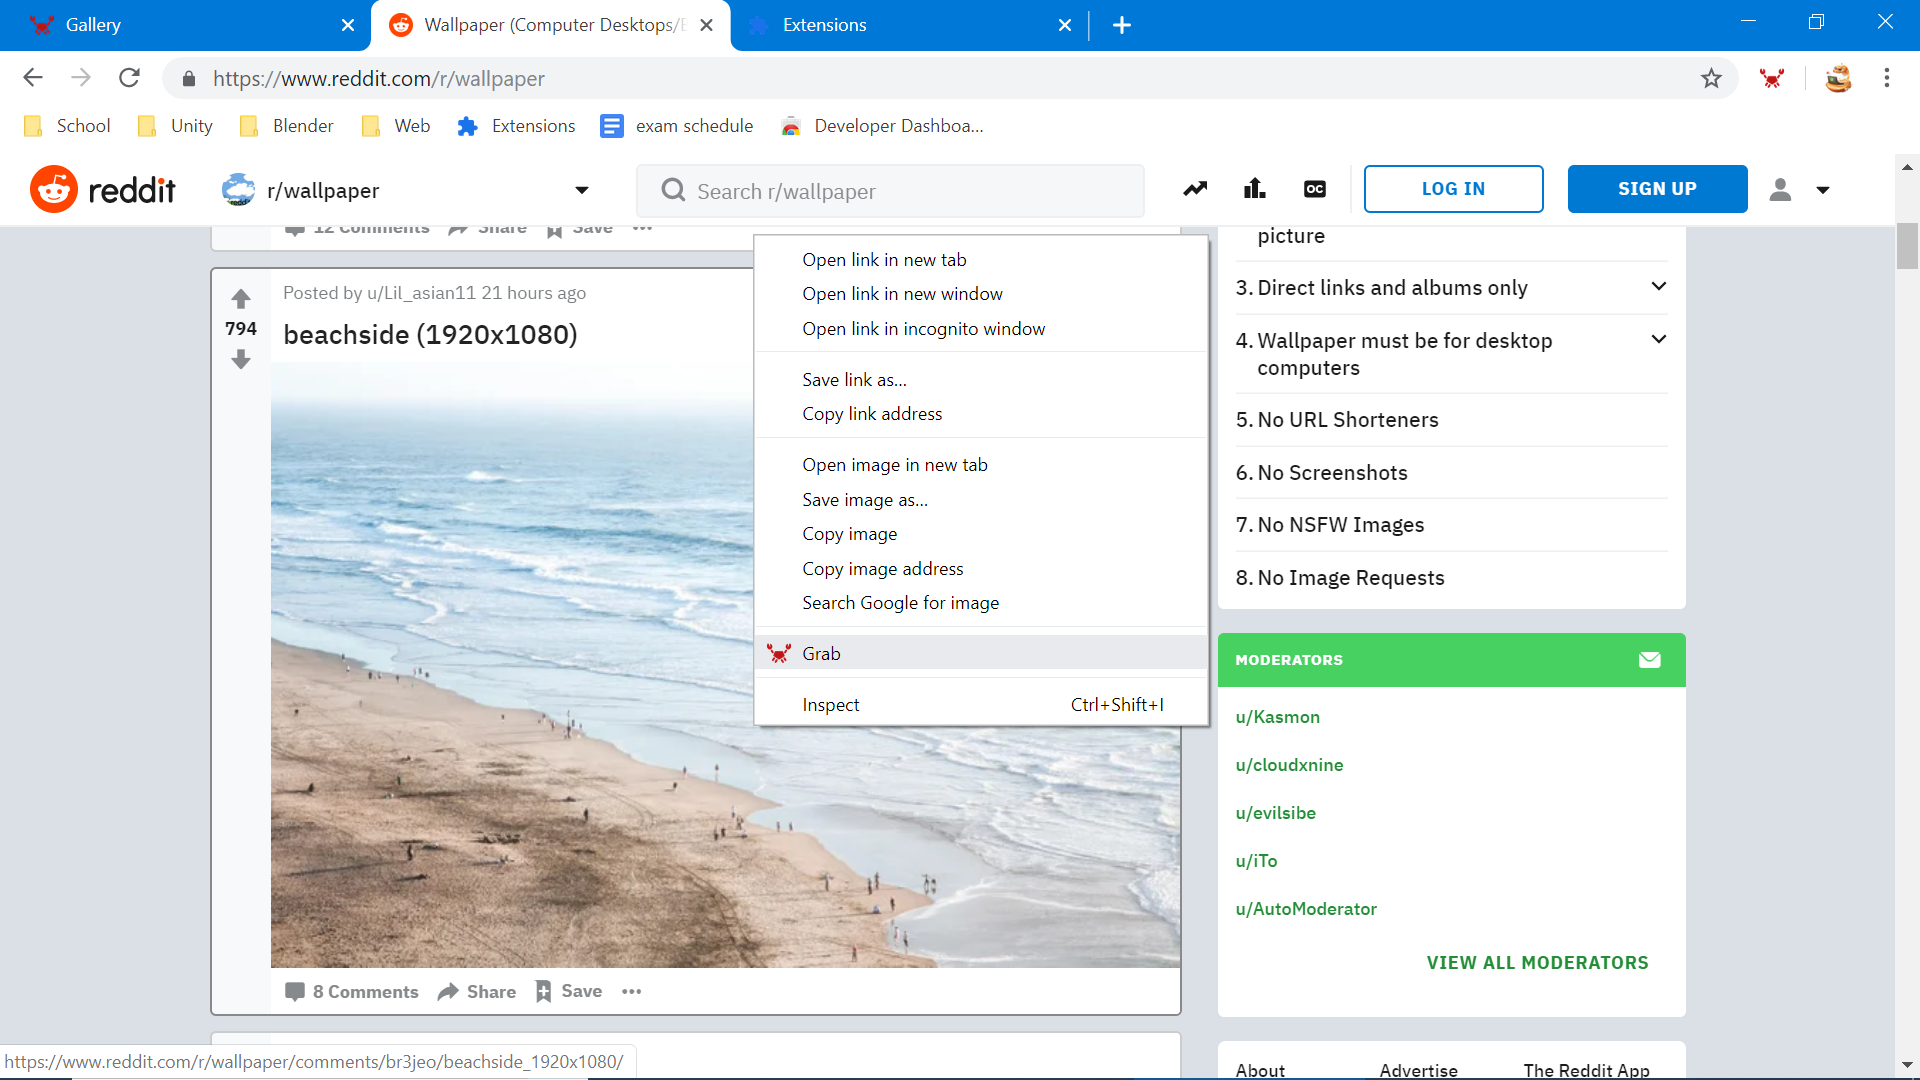 Gallery
Wallpaper (Computer Desktops/
Extensions
https://www.reddit.com/r/wallpaper
School
Unity
Blender
Web
Extensions
exam schedule
Developer Dashboa...
reddit
r/wallpaper
Search r/wallpaper
OC
LOG IN
SIGN UP
12 Comments Share Save
Posted by u/Lil_asian11 21 hours ago
794
beachside (1920x1080)
Open link in new tab
Open link in new window
Open link in incognito window
Save link as...
Copy link address
Open image in new tab
Save image as...
Copy image
Copy image address
Search Google for image
Grab
Inspect Ctrl+Shift+I
8 Comments Share Save
picture
3. Direct links and albums only
4. Wallpaper must be for desktop
computers
5. No URL Shorteners
6. No Screenshots
7. No NSFW Images
8. No Image Requests
MODERATORS
u/Kasmon
u/cloudxnine
u/evilsibe
u/iTo
u/AutoModerator
VIEW ALL MODERATORS
About Advertise The Reddit App
https://www.reddit.com/r/wallpaper/comments/br3jeo/beachside_1920x1080/